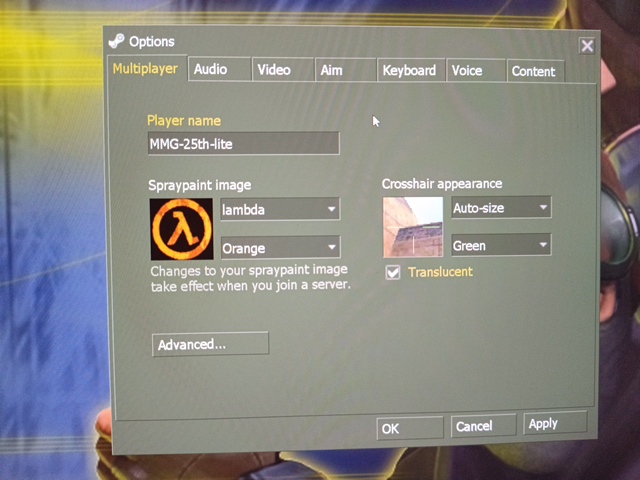 Options
Multiplayer Audio Video Aim Keyboard Voice Content
Player name
MMG-25th-lite
Spraypaint image
lambda
Orange
Changes to your spraypaint image
take effect when you join a server.
Crosshair appearance
Auto-size
Green
Translucent
Advanced...
OK Cancel Apply